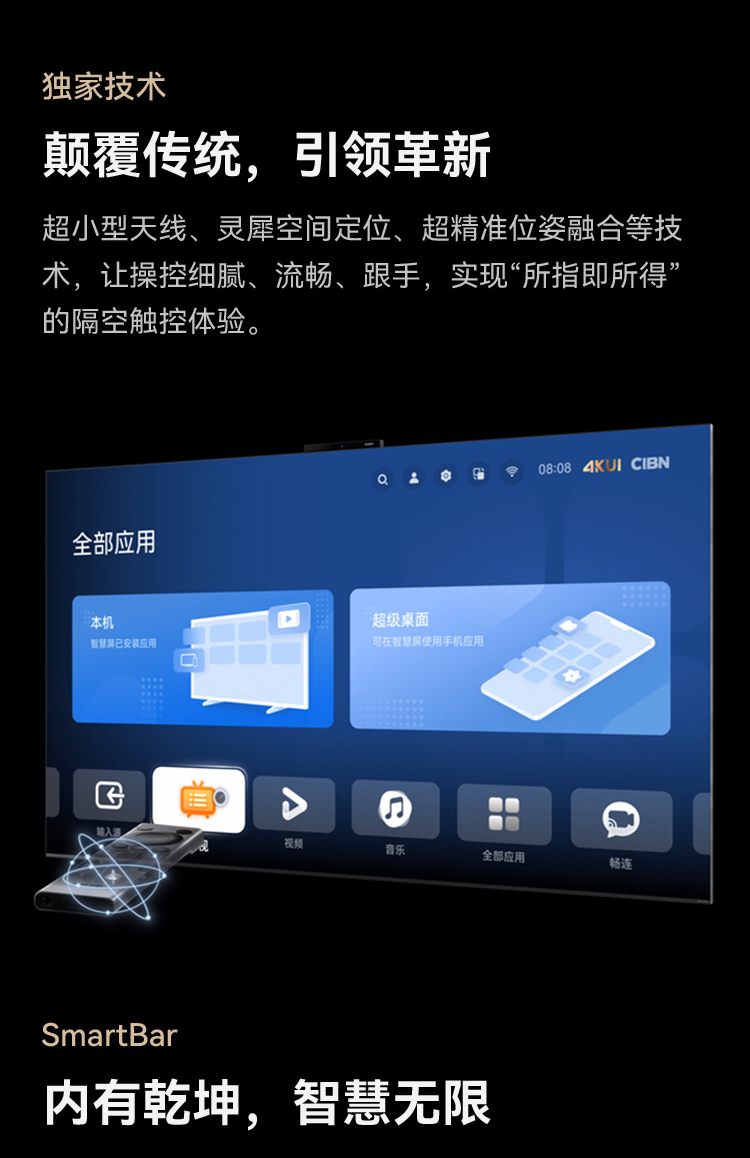 独家技术
颠覆传统，引领革新
超小型天线、灵犀空间定位、超精准位姿融合等技
术，让操控细腻、流畅、跟手，实现“所指即所得”
的隔空触控体验。
08:08 4KUI CIBN
全部应用
本机
智慧屏已安装应用
超级桌面
可在智慧屏使用手机应用
输入源
视
视频
音乐
全部应用
畅连
SmartBar
内有乾坤，智慧无限